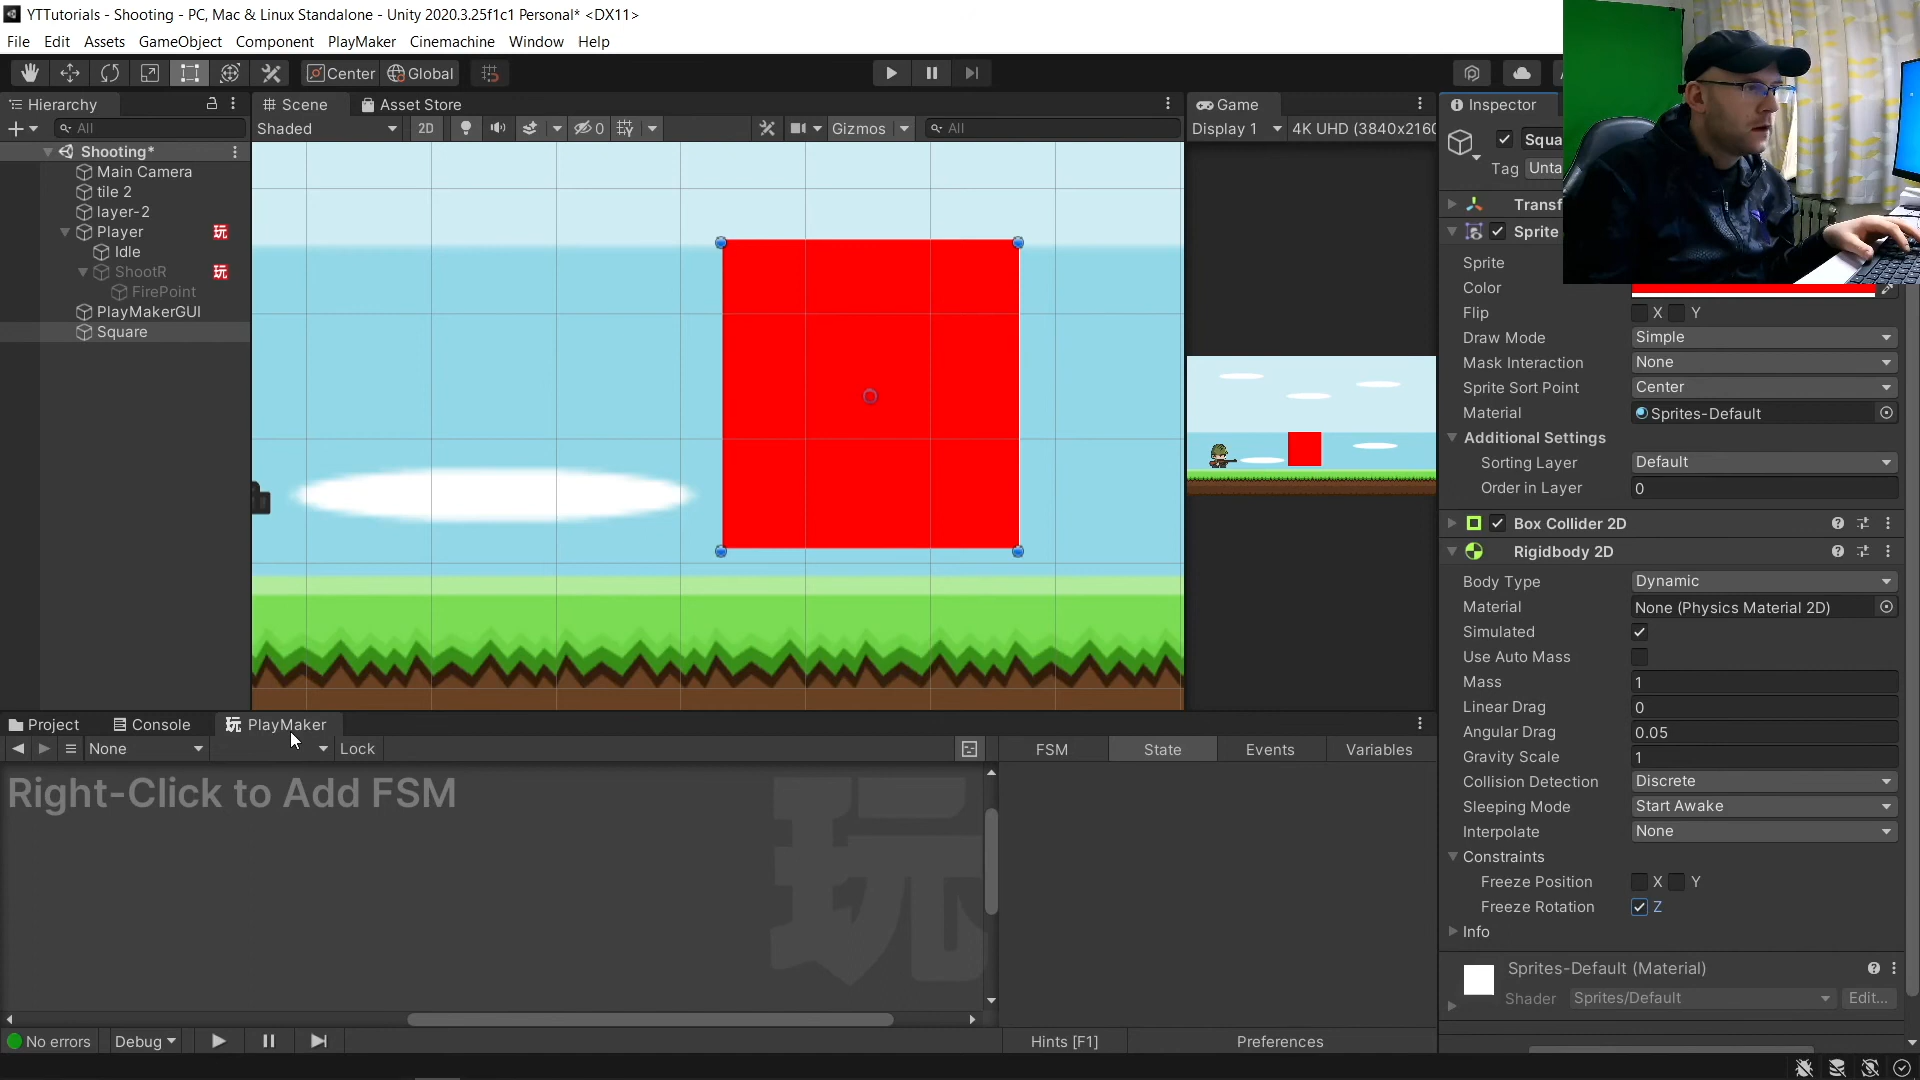 YTTutorials - Shooting - PC, Mac & Linux Standalone - Unity 2020.3.25f1c1 Personal* <DX11>
File Edit Assets GameObject Component PlayMaker Cinemachine Window Help
Center Global
Hierarchy
All
Shooting*
Main Camera
tile 2
layer-2
Player 玩
Idle
ShootR 玩
FirePoint
PlayMakerGUI
Square
Scene Asset Store
Shaded 2D 0 Gizmos All
Game
Display 1 4K UHD (3840x2160
Inspector
Squa
Tag Unta
Transf
Sprite
Sprite
Color
Flip X Y
Draw Mode Simple
Mask Interaction None
Sprite Sort Point Center
Material Sprites-Default
Additional Settings
Sorting Layer Default
Order in Layer 0
Box Collider 2D
Rigidbody 2D
Body Type Dynamic
Material None (Physics Material 2D)
Simulated
Use Auto Mass
Mass 1
Linear Drag 0
Angular Drag 0.05
Gravity Scale 1
Collision Detection Discrete
Sleeping Mode Start Awake
Interpolate None
Constraints
Freeze Position X Y
Freeze Rotation Z
Info
Sprites-Default (Material)
Shader Sprites/Default Edit...
Project Console 玩 PlayMaker
None Lock
FSM State Events Variables
Right-Click to Add FSM
玩
No errors Debug
Hints [F1] Preferences